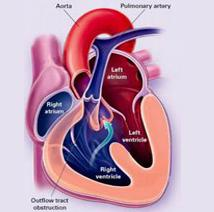 Aorta
Pulmonary artery
Left
atrium
Right
atrium
Left
ventricle
Right
ventricle
Outflow tract
obstruction